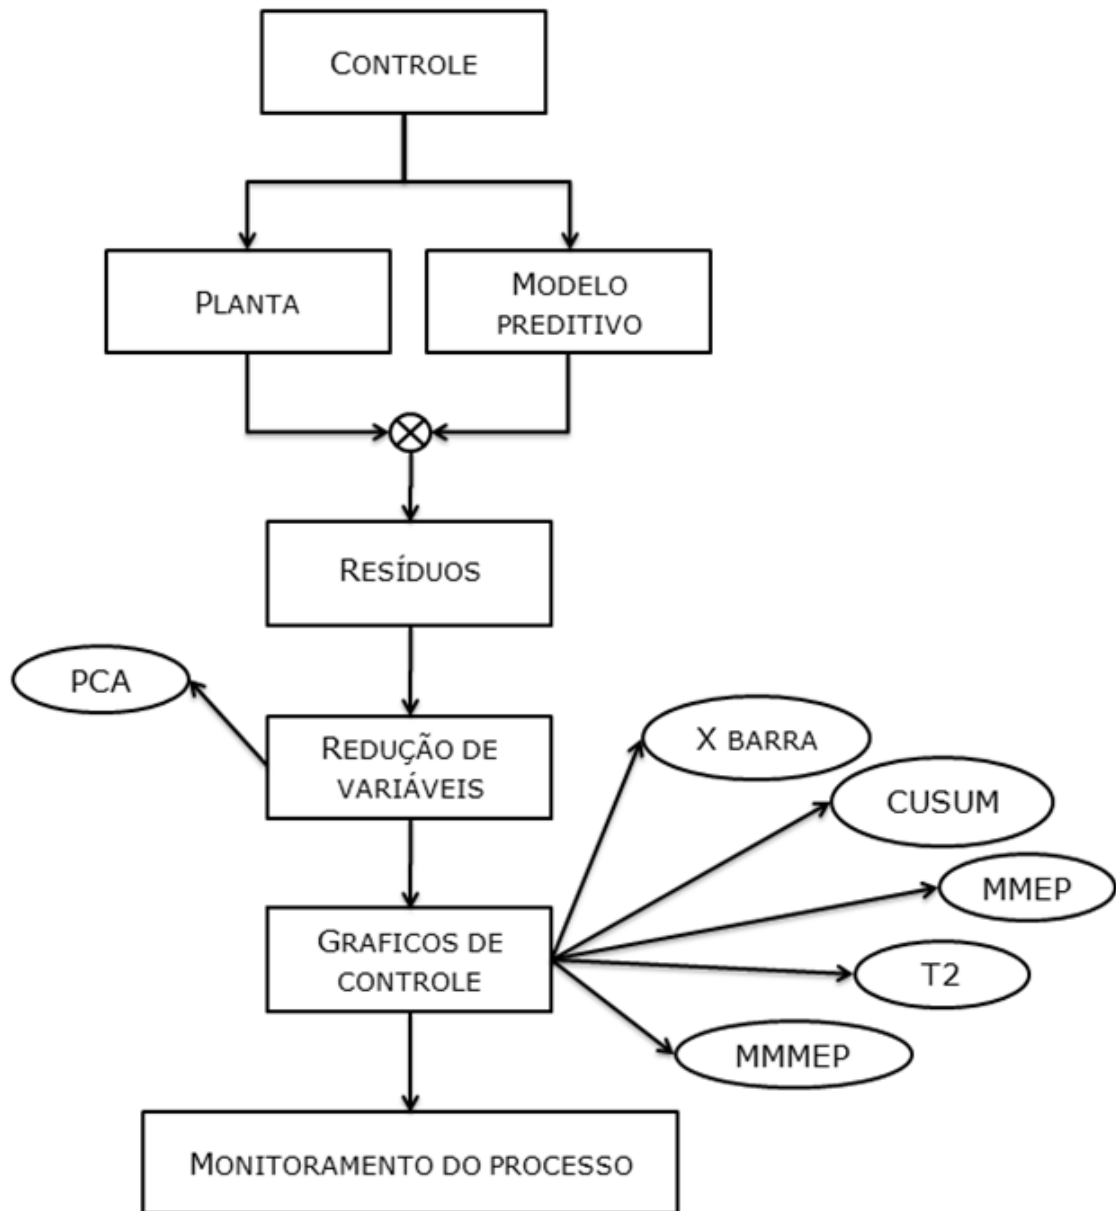 CONTROLE
PLANTA
MODELO
PREDITIVO
RESÍDUOS
PCA
REDUÇÃO DE
VARIÁVEIS
X BARRA
CUSUM
MMEP
GRAFICOS DE
CONTROLE
T2
MMMEP
MONITORAMENTO DO PROCESSO